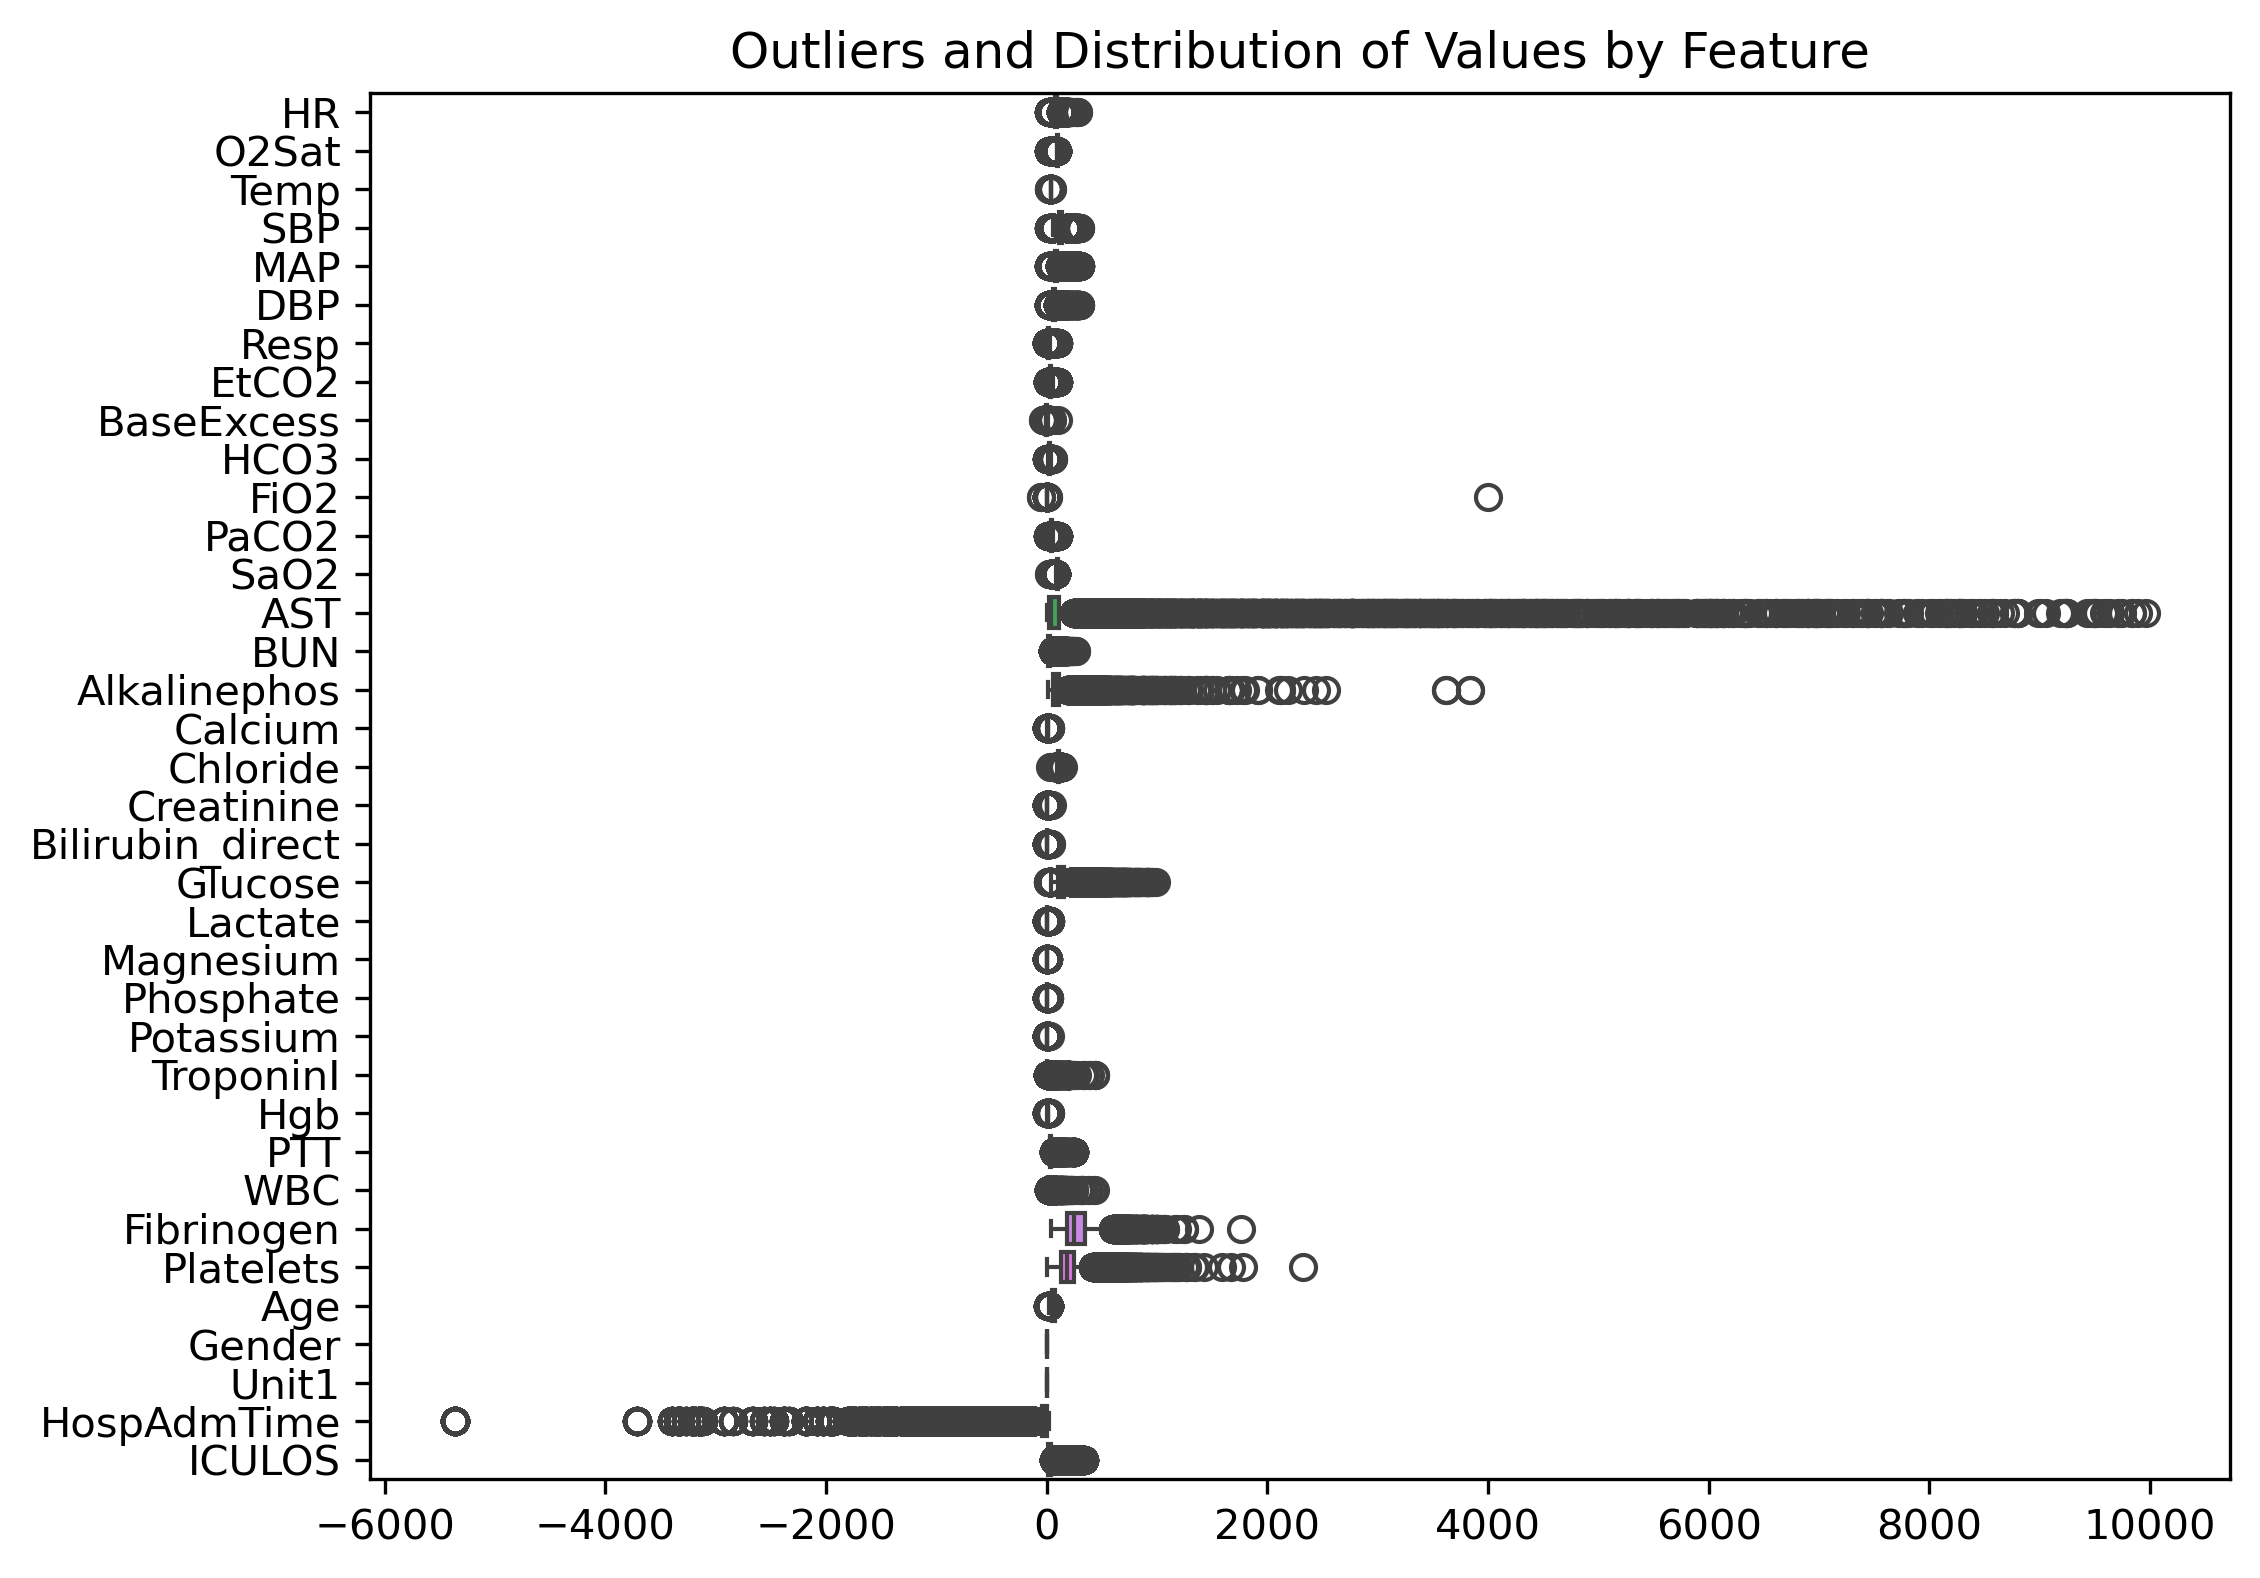 Outliers and Distribution of Values by Feature
HR
O2Sat
Temp
SBP
MAP
DBP
Resp
EtCO2
BaseExcess
HCO3
FiO2
PaCO2
SaO2
AST
BUN
Alkalinephos
Calcium
Chloride
Creatinine
Bilirubin_direct
Glucose
Lactate
Magnesium
Phosphate
Potassium
TroponinI
Hgb
PTT
WBC
Fibrinogen
Platelets
Age
Gender
Unit1
HospAdmTime
ICULOS
−6000 −4000 −2000 0 2000 4000 6000 8000 10000